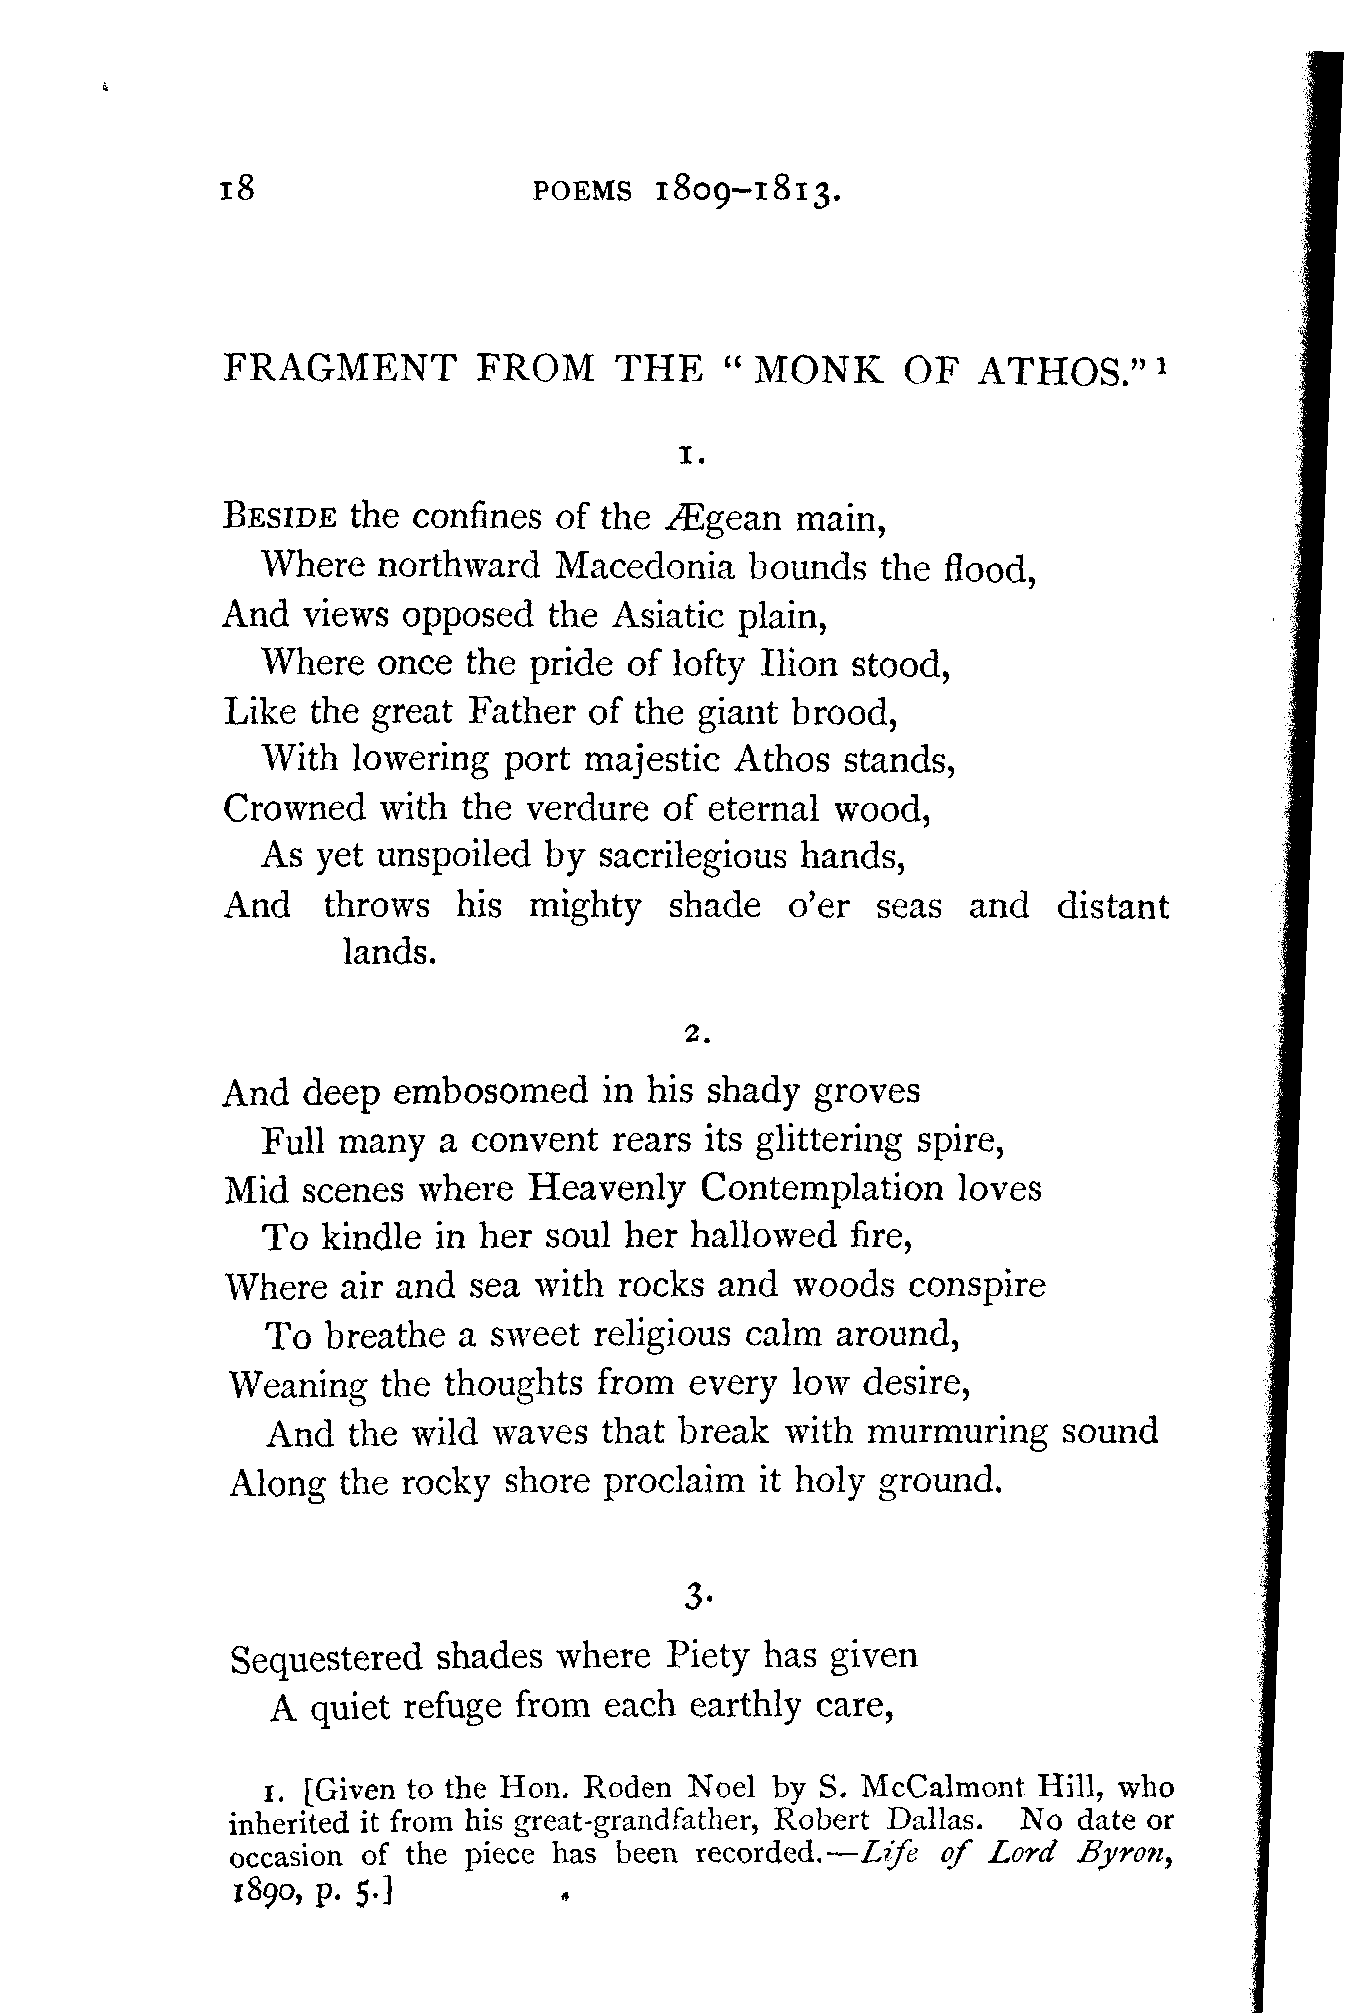 18 POEMS 1809–1813.
FRAGMENT FROM THE “MONK OF ATHOS.” 1
1.
BESIDE the confines of the Ægean main,
Where northward Macedonia bounds the flood,
And views opposed the Asiatic plain,
Where once the pride of lofty Ilion stood,
Like the great Father of the giant brood,
With lowering port majestic Athos stands,
Crowned with the verdure of eternal wood,
As yet unspoiled by sacrilegious hands,
And throws his mighty shade o’er seas and distant
lands.
2.
And deep embosomed in his shady groves
Full many a convent rears its glittering spire,
Mid scenes where Heavenly Contemplation loves
To kindle in her soul her hallowed fire,
Where air and sea with rocks and woods conspire
To breathe a sweet religious calm around,
Weaning the thoughts from every low desire,
And the wild waves that break with murmuring sound
Along the rocky shore proclaim it holy ground.
3.
Sequestered shades where Piety has given
A quiet refuge from each earthly care,
1. [Given to the Hon. Roden Noel by S. McCalmont Hill, who
inherited it from his great-grandfather, Robert Dallas. No date or
occasion of the piece has been recorded.—Life of Lord Byron,
1890, p. 5.]